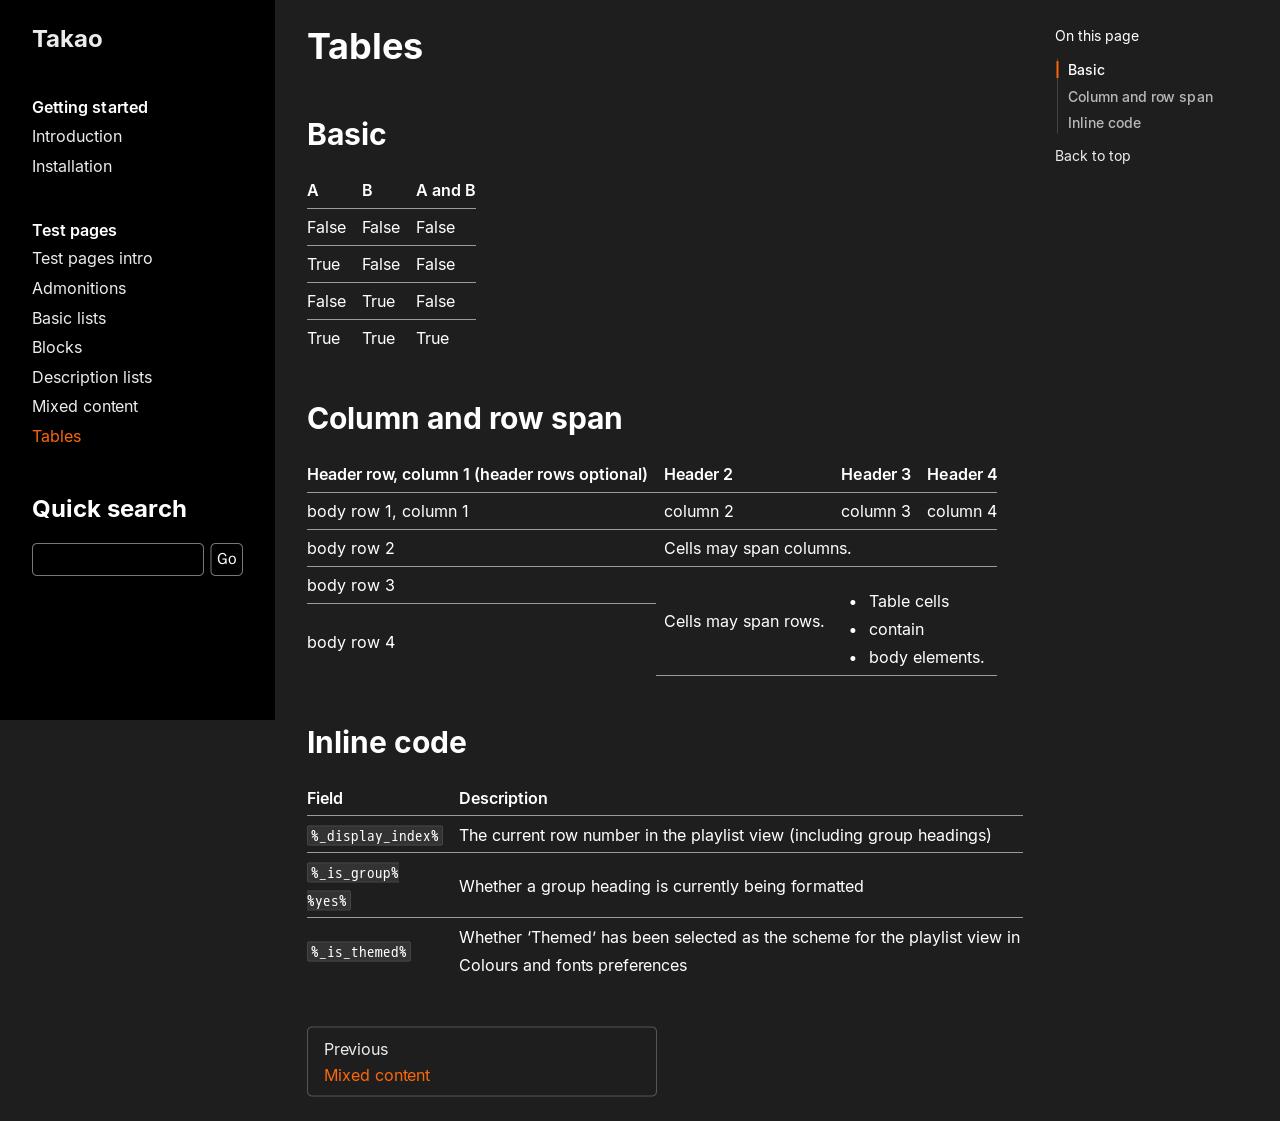 Takao
Getting started
Introduction
Installation
Test pages
Test pages intro
Admonitions
Basic lists
Blocks
Description lists
Mixed content
Tables
Quick search
Go
Tables
Basic
A B A and B
False False False
True False False
False True False
True True True
Column and row span
Header row, column 1 (header rows optional) Header 2 Header 3 Header 4
body row 1, column 1 column 2 column 3 column 4
body row 2 Cells may span columns.
body row 3
Cells may span rows.
• Table cells
• contain
• body elements.
body row 4
Inline code
Field Description
%_display_index% The current row number in the playlist view (including group headings)
%_is_group%
%yes%
Whether a group heading is currently being formatted
%_is_themed%
Whether ‘Themed’ has been selected as the scheme for the playlist view in
Colours and fonts preferences
Previous
Mixed content
On this page
Basic
Column and row span
Inline code
Back to top